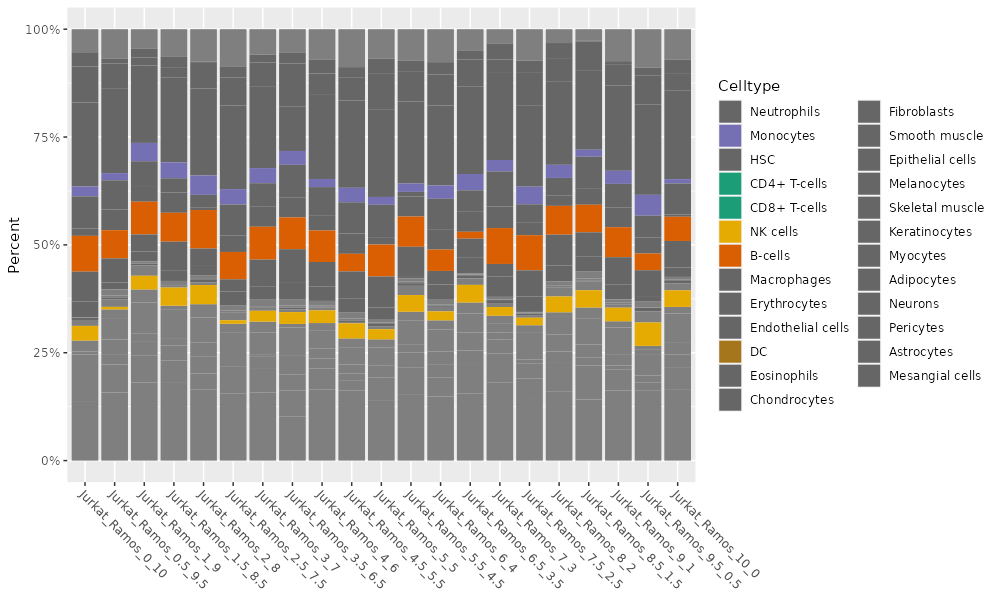 100%
75%
50%
25%
0%
Percent
Jurkat_Ramos_0_10
Jurkat_Ramos_0.5_9.5
Jurkat_Ramos_1_9
Jurkat_Ramos_1.5_8.5
Jurkat_Ramos_2_8
Jurkat_Ramos_2.5_7.5
Jurkat_Ramos_3_7
Jurkat_Ramos_3.5_6.5
Jurkat_Ramos_4_6
Jurkat_Ramos_4.5_5.5
Jurkat_Ramos_5_5
Jurkat_Ramos_5.5_4.5
Jurkat_Ramos_6_4
Jurkat_Ramos_6.5_3.5
Jurkat_Ramos_7_3
Jurkat_Ramos_7.5_2.5
Jurkat_Ramos_8_2
Jurkat_Ramos_8.5_1.5
Jurkat_Ramos_9_1
Jurkat_Ramos_9.5_0.5
Jurkat_Ramos_10_0
Celltype
Neutrophils
Monocytes
HSC
CD4+ T-cells
CD8+ T-cells
NK cells
B-cells
Macrophages
Erythrocytes
Endothelial cells
DC
Eosinophils
Chondrocytes
Fibroblasts
Smooth muscle
Epithelial cells
Melanocytes
Skeletal muscle
Keratinocytes
Myocytes
Adipocytes
Neurons
Pericytes
Astrocytes
Mesangial cells